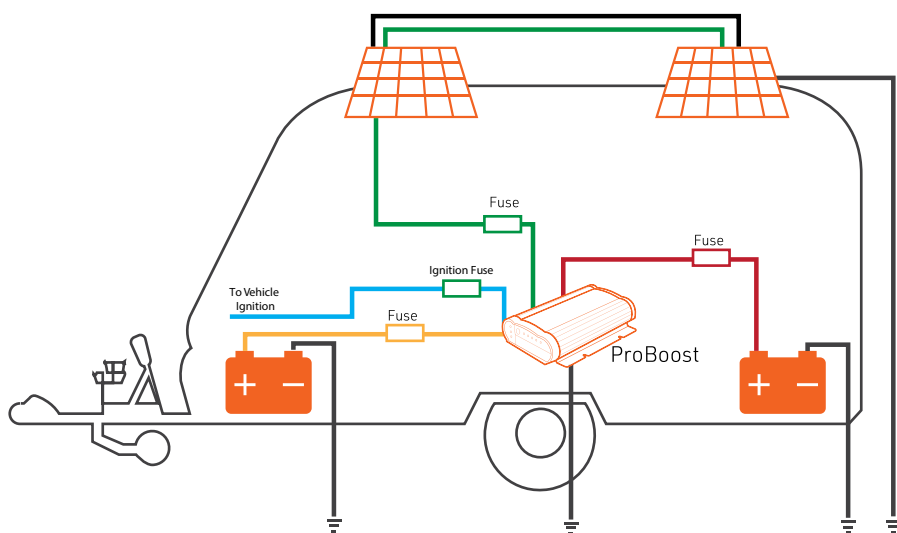 Fuse
Fuse
Ignition Fuse
To Vehicle
Ignition
Fuse
ProBoost
+ −
+ −